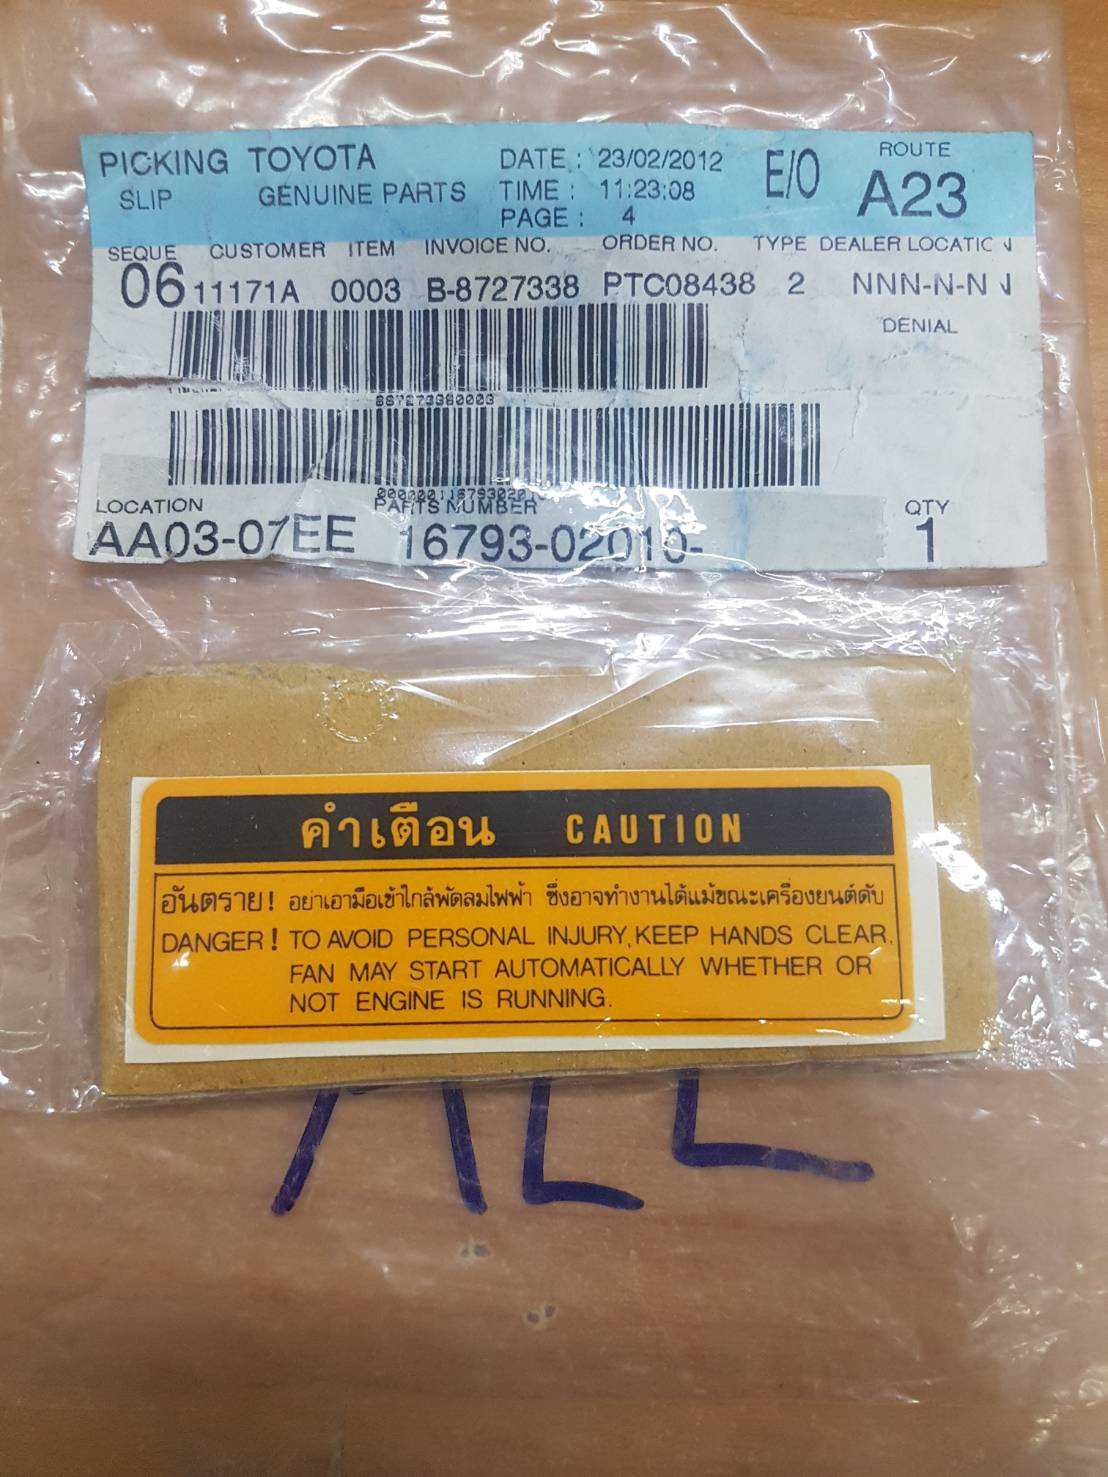 PICKING TOYOTA DATE : 23/02/2012 E/O ROUTE
SLIP GENUINE PARTS TIME : 11:23:08 A23
PAGE : 4
SEQUE CUSTOMER ITEM INVOICE NO. ORDER NO. TYPE DEALER LOCATION
06 11171A 0003 B-8727338 PTC08438 2 NNN-N-N
DENIAL
LOCATION PARTS NUMBER QTY
AA03-07EE 16793-02010- 1
คำเตือน CAUTION
อันตราย! อย่าเอามือเข้าใกล้พัดลมไฟฟ้า ซึ่งอาจทำงานได้แม้ขณะเครื่องยนต์ดับ
DANGER! TO AVOID PERSONAL INJURY, KEEP HANDS CLEAR.
FAN MAY START AUTOMATICALLY WHETHER OR
NOT ENGINE IS RUNNING.
ALL